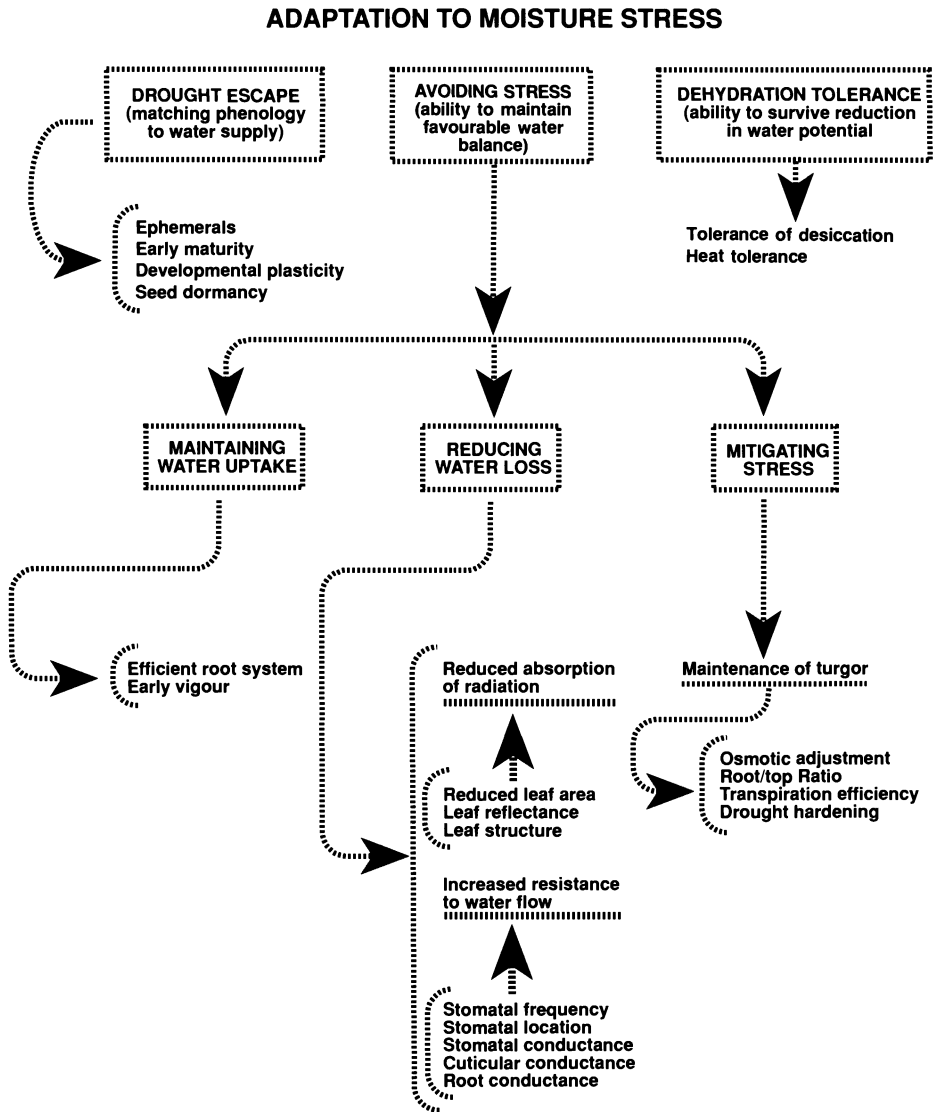 ADAPTATION TO MOISTURE STRESS
DROUGHT ESCAPE
(matching phenology
to water supply)
AVOIDING STRESS
(ability to maintain
favourable water
balance)
DEHYDRATION TOLERANCE
(ability to survive reduction
in water potential
Ephemerals
Early maturity
Developmental plasticity
Seed dormancy
Tolerance of desiccation
Heat tolerance
MAINTAINING
WATER UPTAKE
REDUCING
WATER LOSS
MITIGATING
STRESS
Efficient root system
Early vigour
Reduced absorption
of radiation
Reduced leaf area
Leaf reflectance
Leaf structure
Increased resistance
to water flow
Stomatal frequency
Stomatal location
Stomatal conductance
Cuticular conductance
Root conductance
Maintenance of turgor
Osmotic adjustment
Root/top Ratio
Transpiration efficiency
Drought hardening